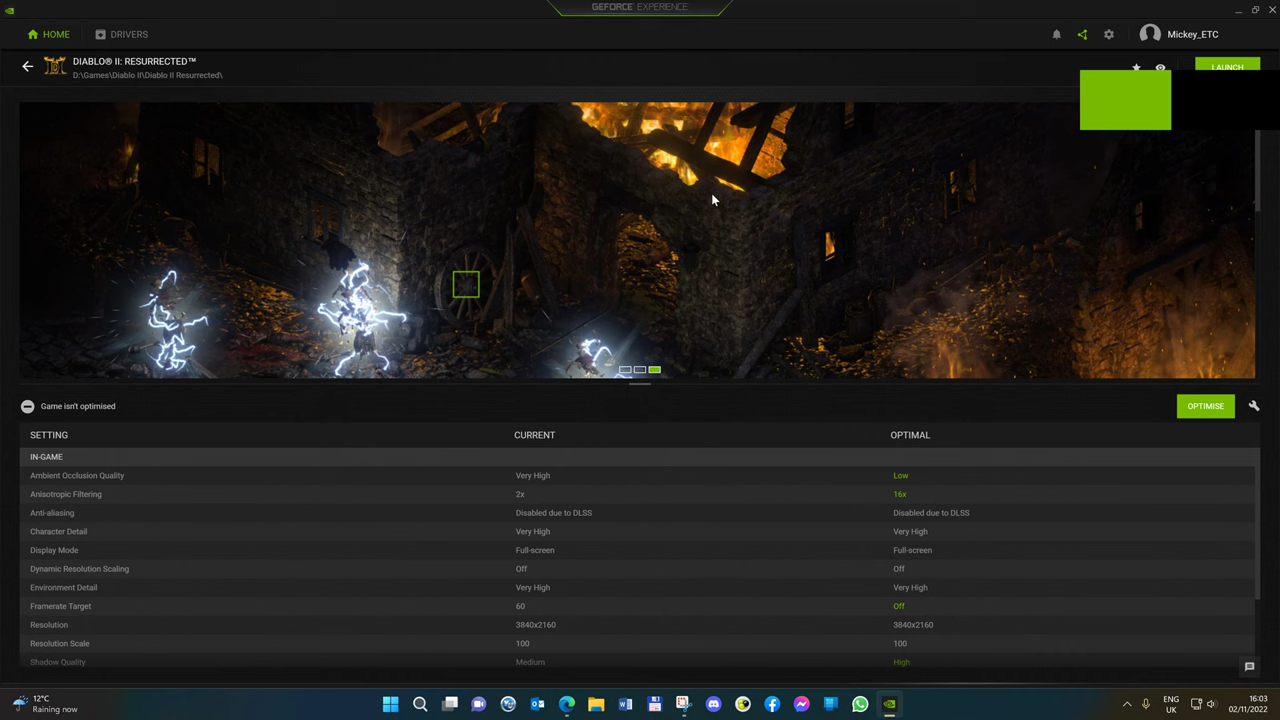 GEFORCE EXPERIENCE
HOME
DRIVERS
Mickey_ETC
DIABLO® II: RESURRECTED™
D:\Games\Diablo II\Diablo II Resurrected\
LAUNCH
Game isn't optimised
OPTIMISE
SETTING CURRENT OPTIMAL
IN-GAME
Ambient Occlusion Quality Very High Low
Anisotropic Filtering 2x 16x
Anti-aliasing Disabled due to DLSS Disabled due to DLSS
Character Detail Very High Very High
Display Mode Full-screen Full-screen
Dynamic Resolution Scaling Off Off
Environment Detail Very High Very High
Framerate Target 60 Off
Resolution 3840x2160 3840x2160
Resolution Scale 100 100
Shadow Quality Medium High
12°C
Raining now
ENG
UK
16:03
02/11/2022